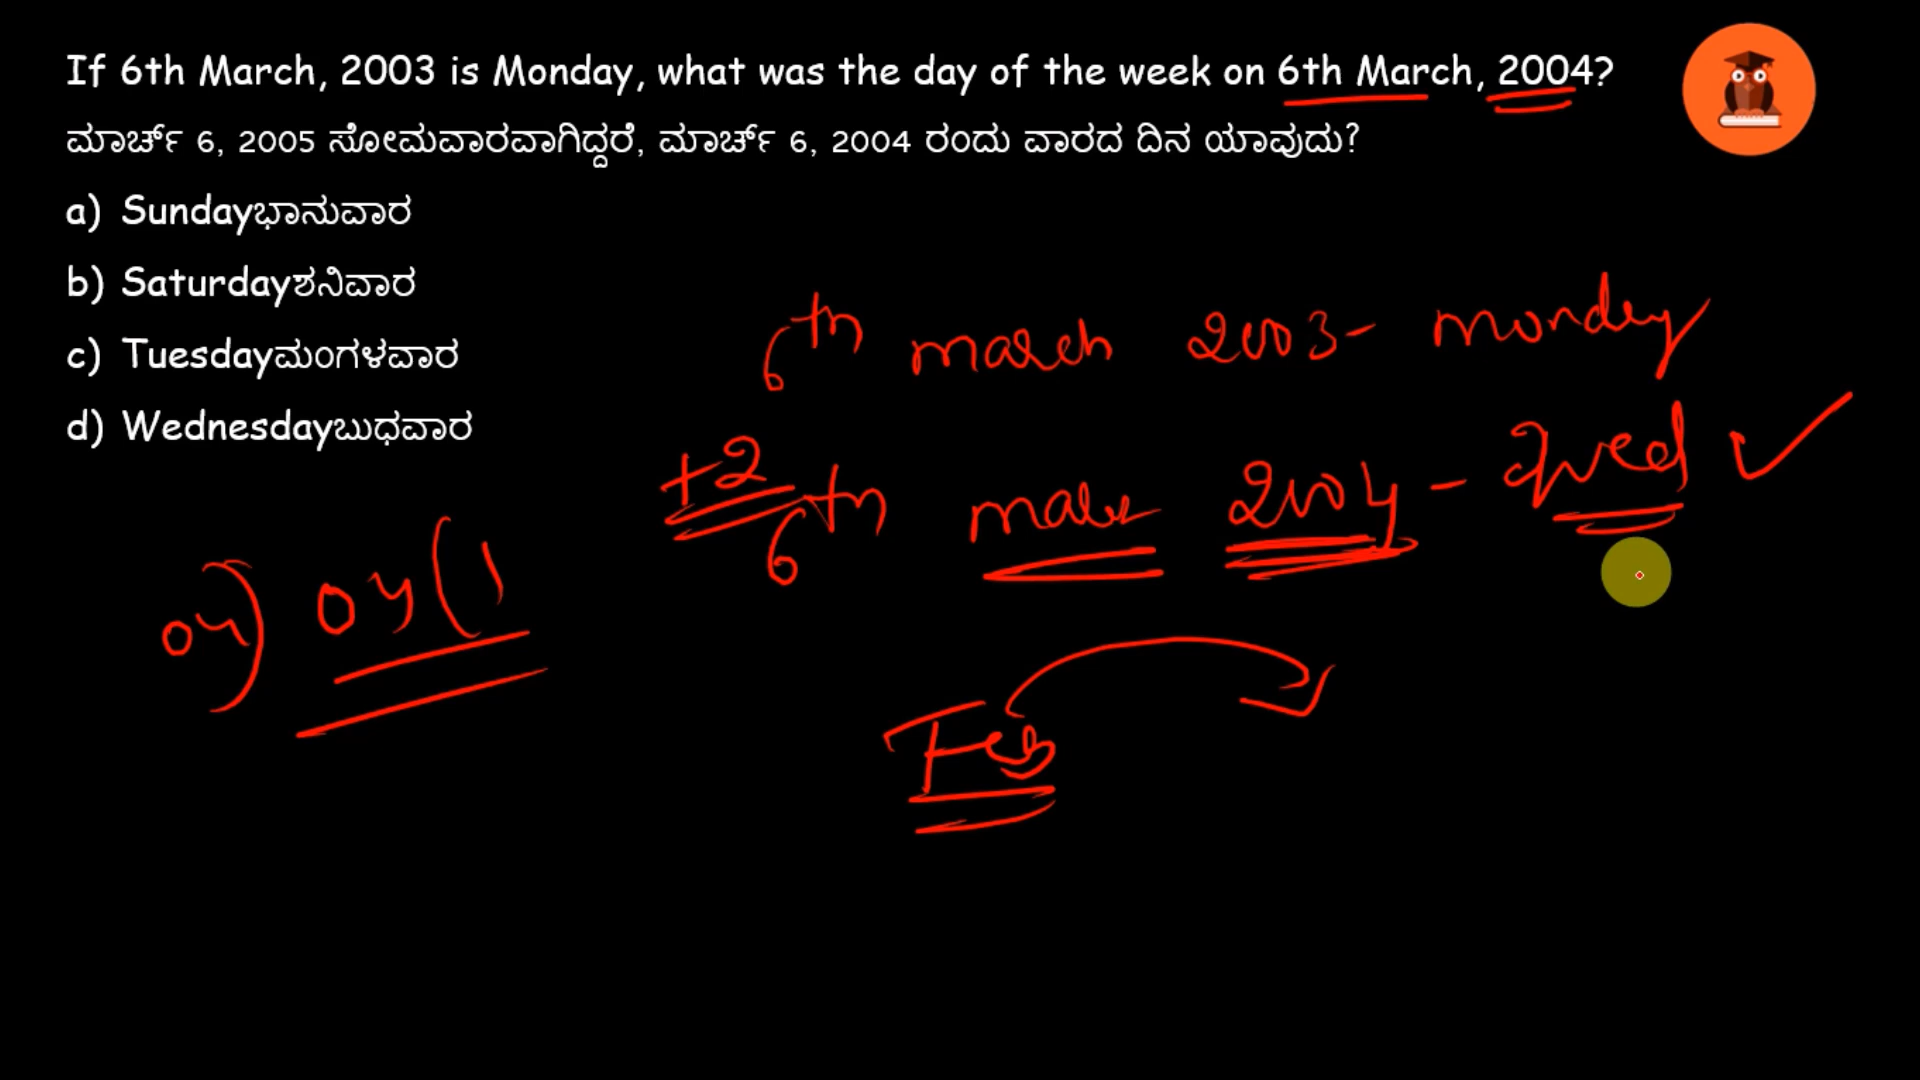 If 6th March, 2003 is Monday, what was the day of the week on 6th March, 2004?
ಮಾರ್ಚ್ 6, 2005 ಸೋಮವಾರವಾಗಿದ್ದರೆ, ಮಾರ್ಚ್ 6, 2004 ರಂದು ವಾರದ ದಿನ ಯಾವುದು?
a) Sundayಭಾನುವಾರ
b) Saturdayಶನಿವಾರ
c) Tuesdayಮಂಗಳವಾರ
d) Wednesdayಬುಧವಾರ
6th march 2003- monday
+2
6th 2004 - wed
04) 04(1
Feb